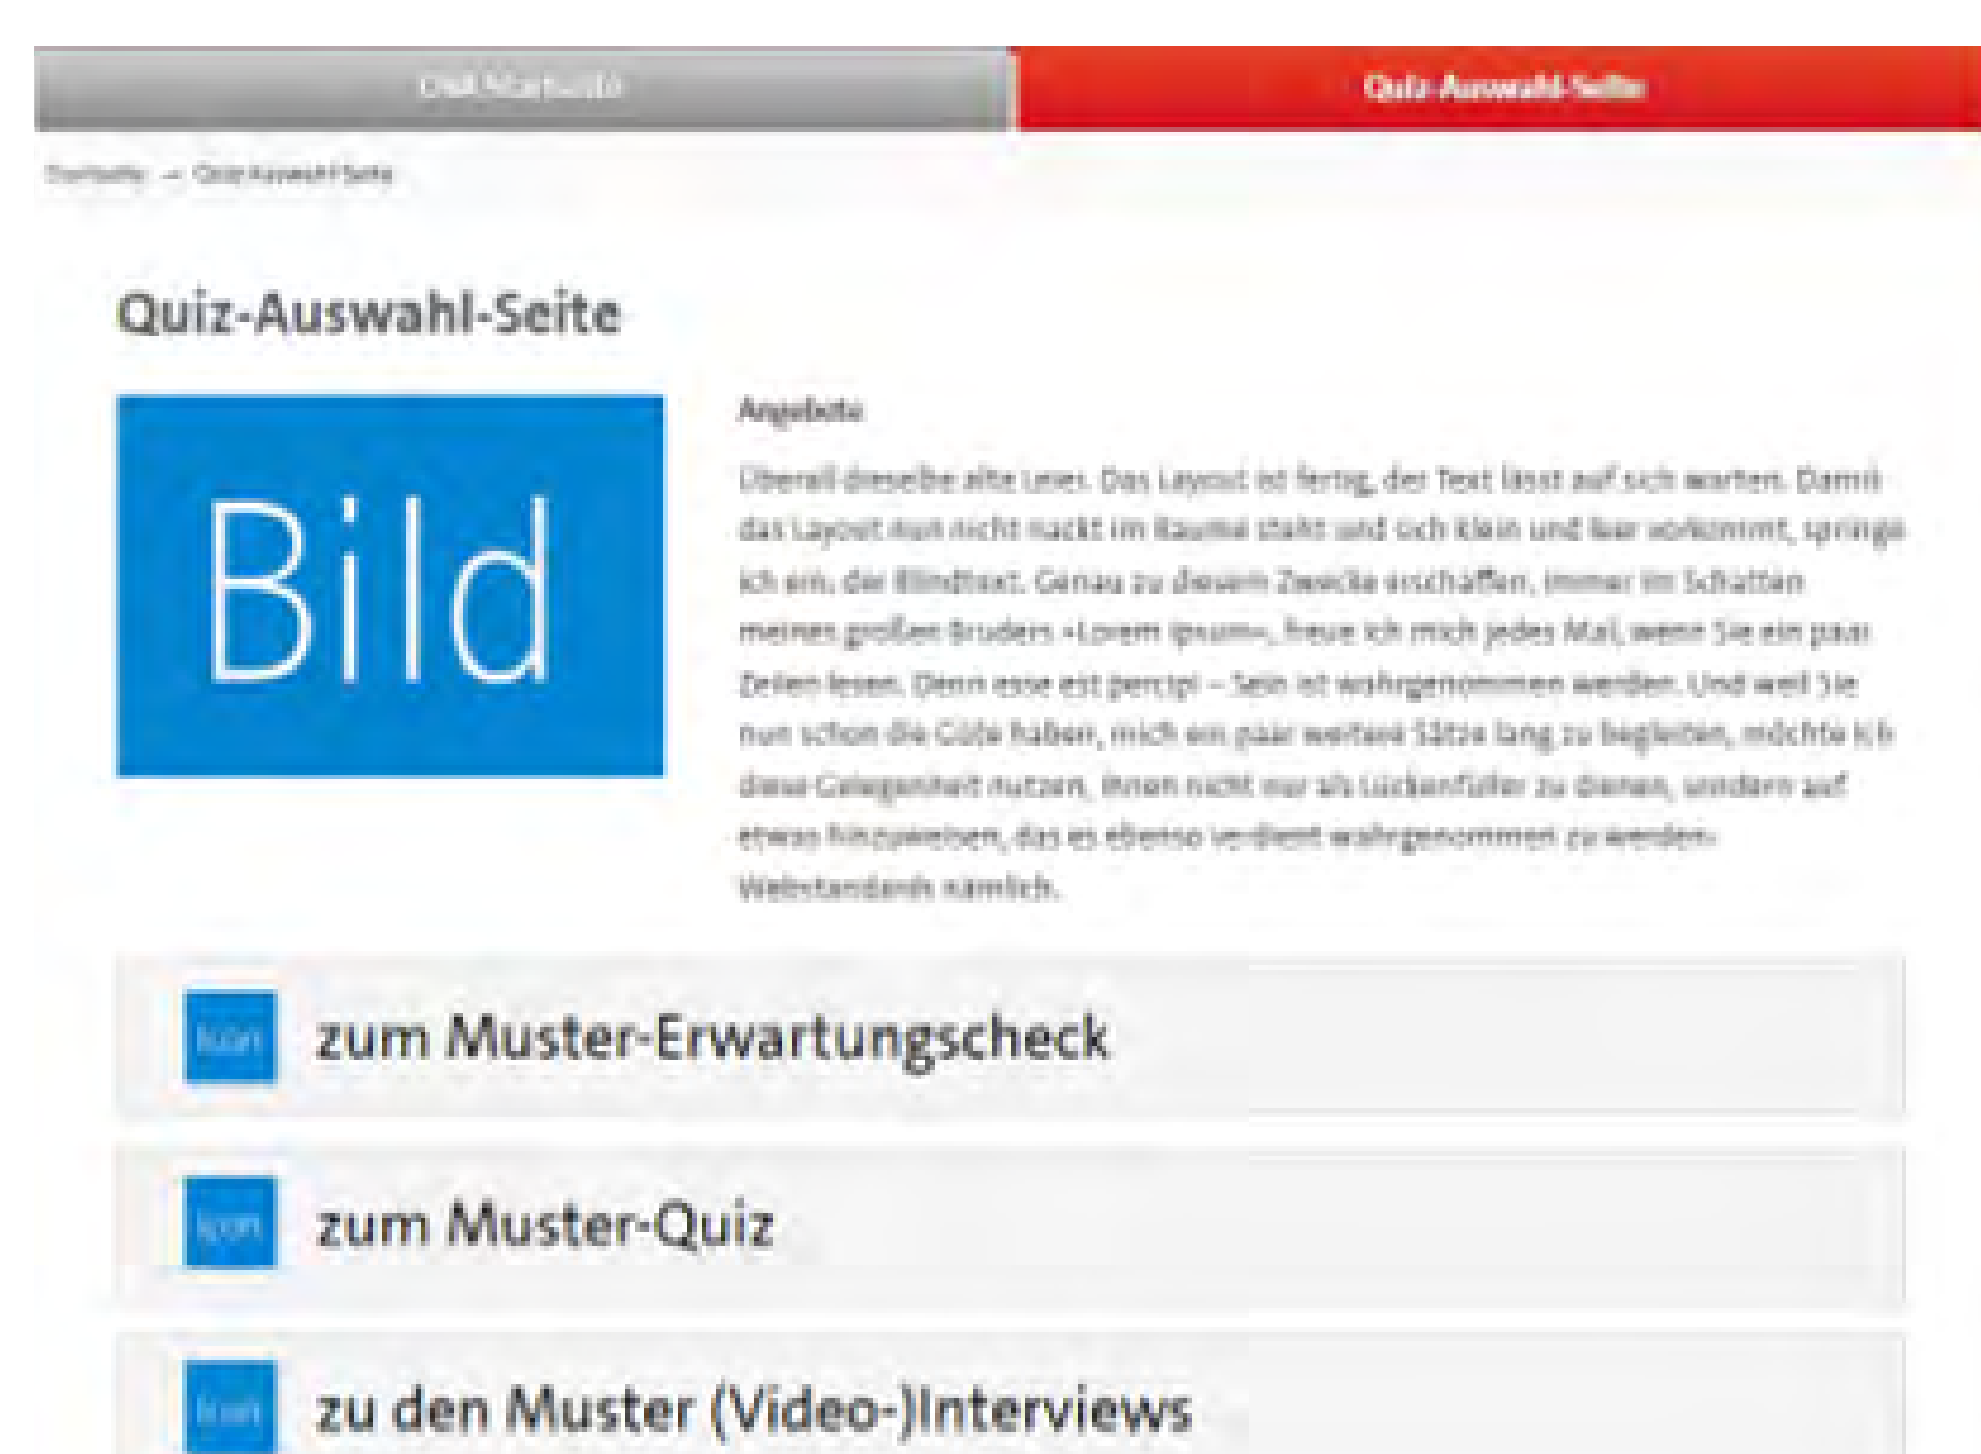 Startseite → Quiz-Auswahl-Seite
Quiz-Auswahl-Seite
Quiz-Auswahl-Seite
Bild
Angebote
Überall dieselbe alte Leier. Das Layout ist fertig, der Text lässt auf sich warten. Damit
das Layout nun nicht nackt im Raume steht und sich klein und leer vorkommt, springe
ich ein: der Blindtext. Genau zu diesem Zwecke erschaffen, immer im Schatten
meines großen Bruders »Lorem Ipsum«, freue ich mich jedes Mal, wenn Sie ein paar
Zeilen lesen. Denn esse est percipi – Sein ist wahrgenommen werden. Und weil Sie
nun schon die Güte haben, mich ein paar weitere Sätze lang zu begleiten, möchte ich
diese Gelegenheit nutzen, Ihnen nicht nur als Lückenfüller zu dienen, sondern auf
etwas hinzuweisen, das es ebenso verdient wahrgenommen zu werden:
Webstandards nämlich.
Icon
zum Muster-Erwartungscheck
Icon
zum Muster-Quiz
Icon
zu den Muster (Video-)Interviews